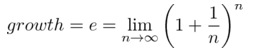 growth = e = lim_{n→∞} (1 + 1/n)^n